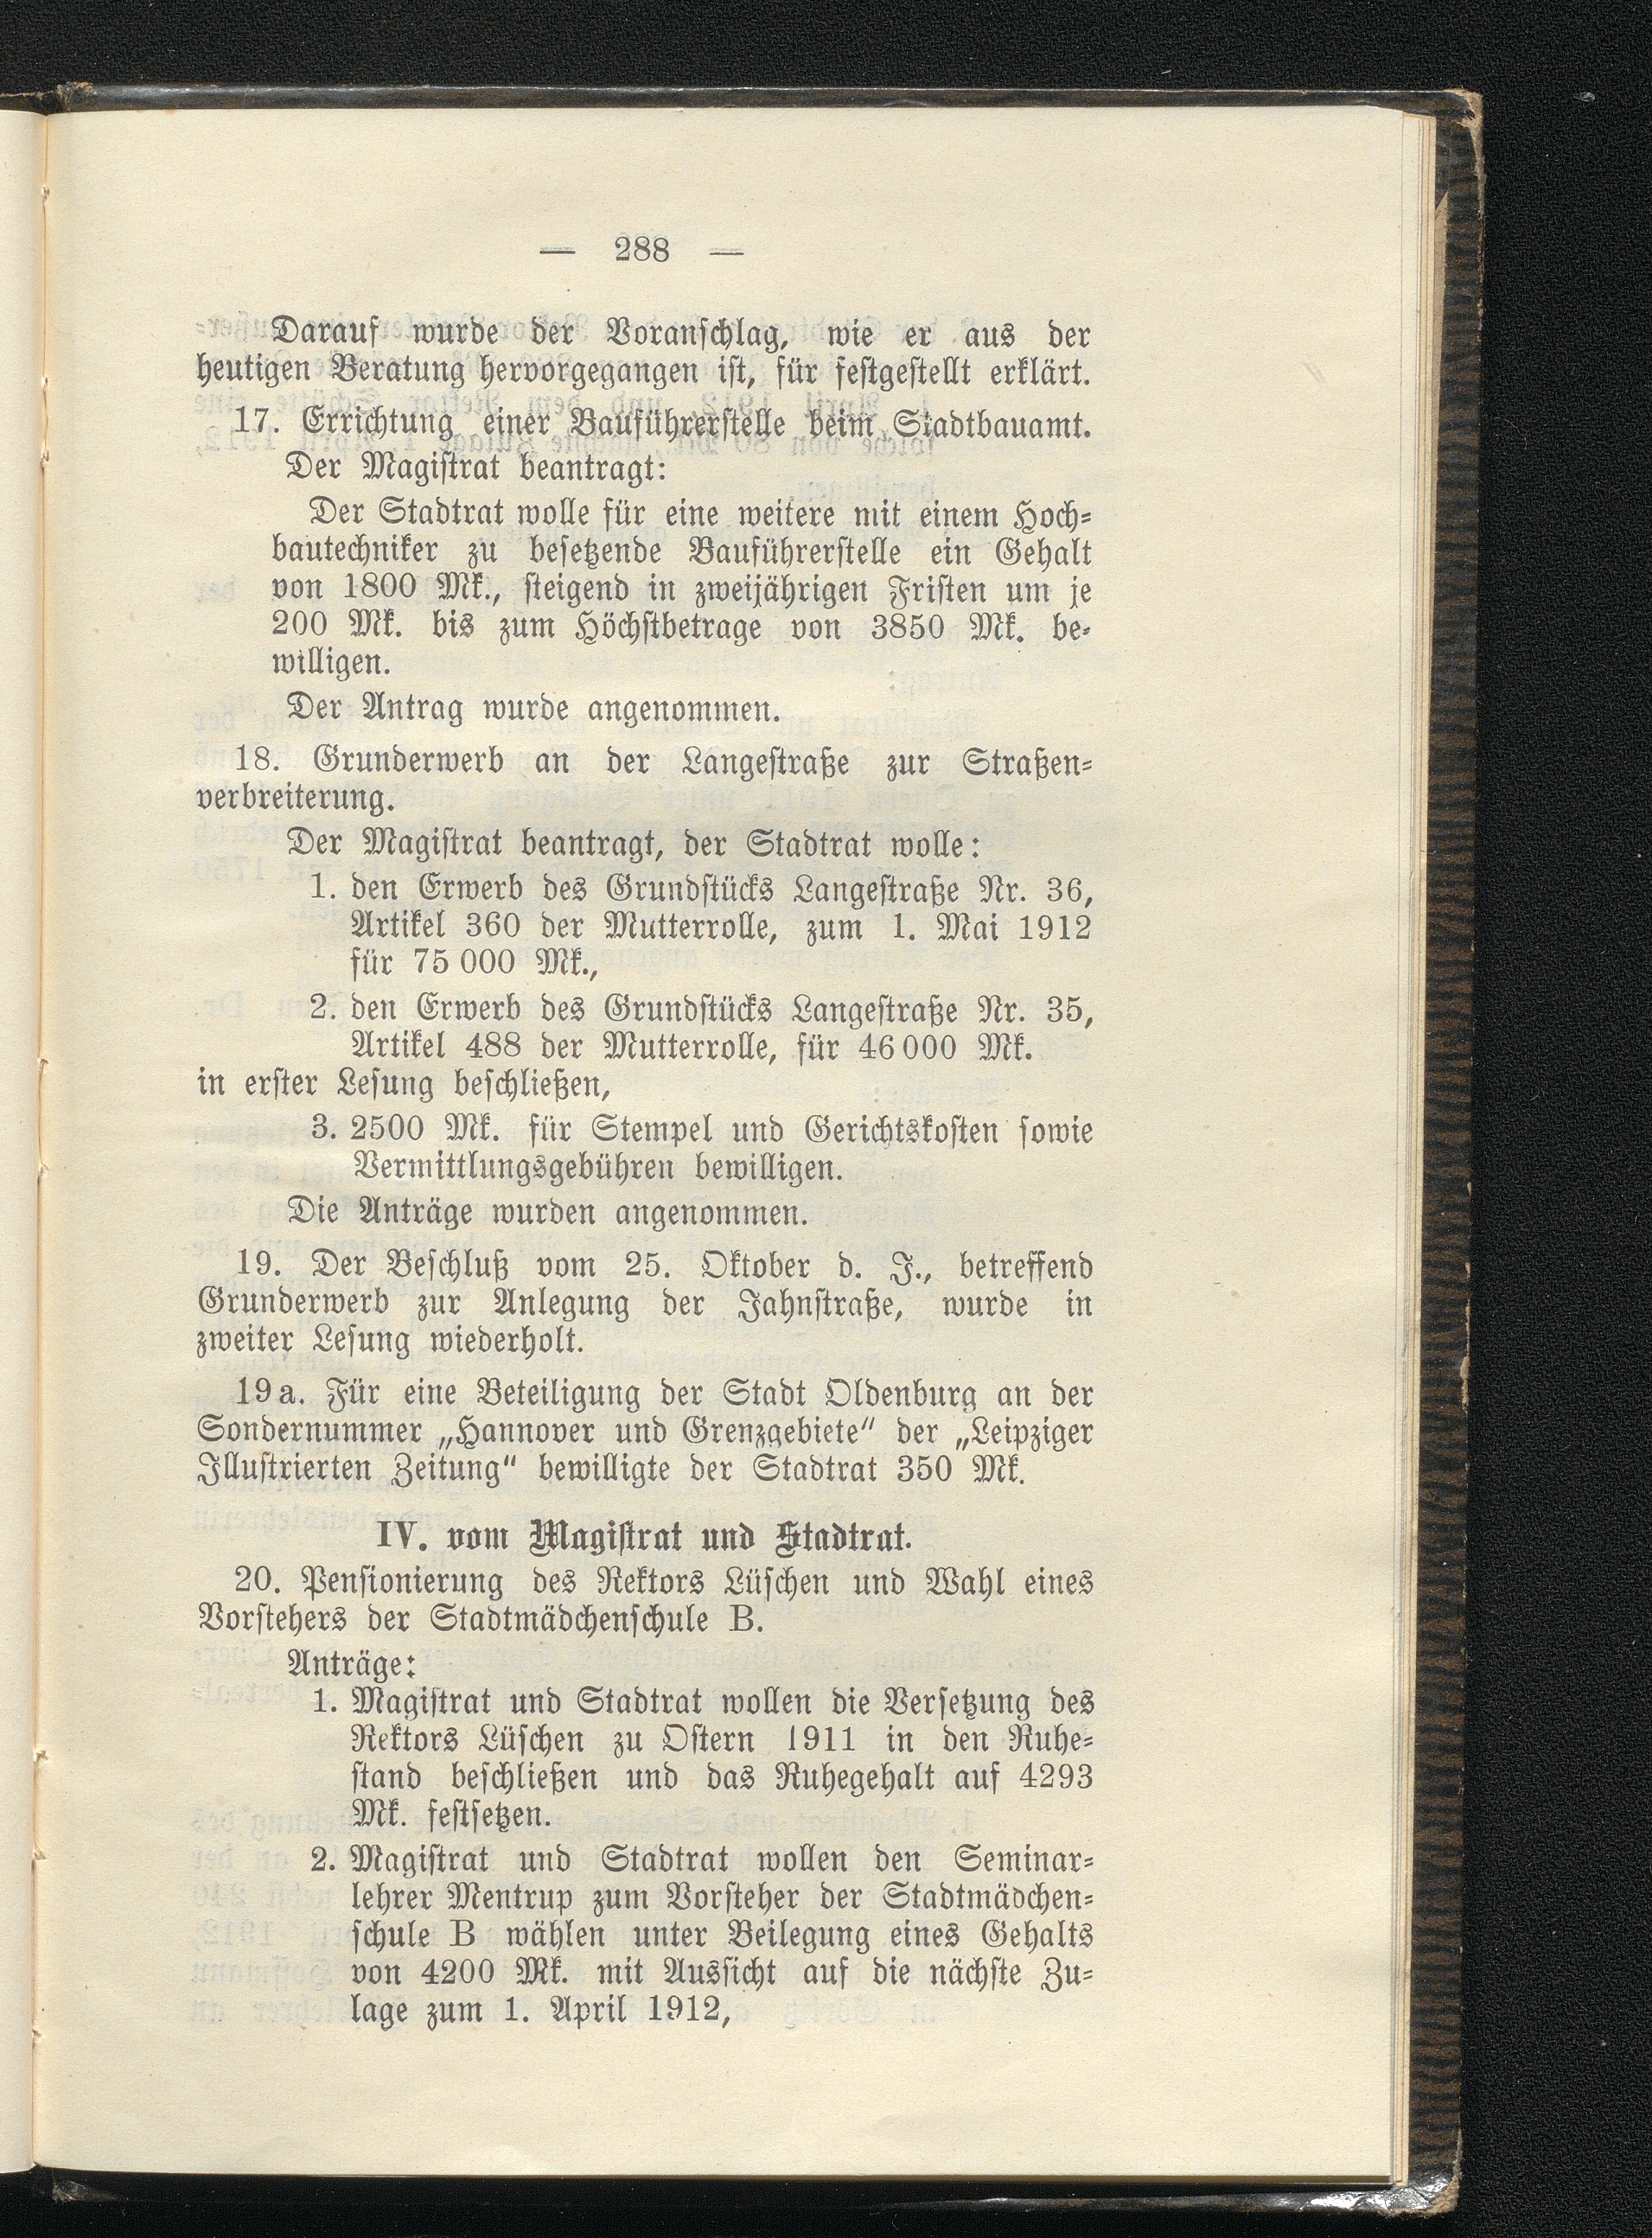 — 288 —
Darauf wurde der Voranschlag, wie er aus der
heutigen Beratung hervorgegangen ist, für festgestellt erklärt.
17. Errichtung einer Bauführerstelle beim Stadtbauamt.
Der Magistrat beantragt:
Der Stadtrat wolle für eine weitere mit einem Hoch-
bautechniker zu besetzende Bauführerstelle ein Gehalt
von 1800 Mk., steigend in zweijährigen Fristen um je
200 Mk. bis zum Höchstbetrage von 3850 Mk. be-
willigen.
Der Antrag wurde angenommen.
18. Grunderwerb an der Langestraße zur Straßen-
verbreiterung.
Der Magistrat beantragt, der Stadtrat wolle:
1. den Erwerb des Grundstücks Langestraße Nr. 36,
Artikel 360 der Mutterrolle, zum 1. Mai 1912
für 75 000 Mk.,
2. den Erwerb des Grundstücks Langestraße Nr. 35,
Artikel 488 der Mutterrolle, für 46 000 Mk.
in erster Lesung beschließen,
3. 2500 Mk. für Stempel und Gerichtskosten sowie
Vermittlungsgebühren bewilligen.
Die Anträge wurden angenommen.
19. Der Beschluß vom 25. Oktober d. J., betreffend
Grunderwerb zur Anlegung der Jahnstraße, wurde in
zweiter Lesung wiederholt.
19a. Für eine Beteiligung der Stadt Oldenburg an der
Sondernummer „Hannover und Grenzgebiete“ der „Leipziger
Illustrierten Zeitung“ bewilligte der Stadtrat 350 Mk.
IV. vom Magistrat und Stadtrat.
20. Pensionierung des Rektors Lüschen und Wahl eines
Vorstehers der Stadtmädchenschule B.
Anträge:
1. Magistrat und Stadtrat wollen die Versetzung des
Rektors Lüschen zu Ostern 1911 in den Ruhe-
stand beschließen und das Ruhegehalt auf 4293
Mk. festsetzen.
2. Magistrat und Stadtrat wollen den Seminar-
lehrer Mentrup zum Vorsteher der Stadtmädchen-
schule B wählen unter Beilegung eines Gehalts
von 4200 Mk. mit Aussicht auf die nächste Zu-
lage zum 1. April 1912,